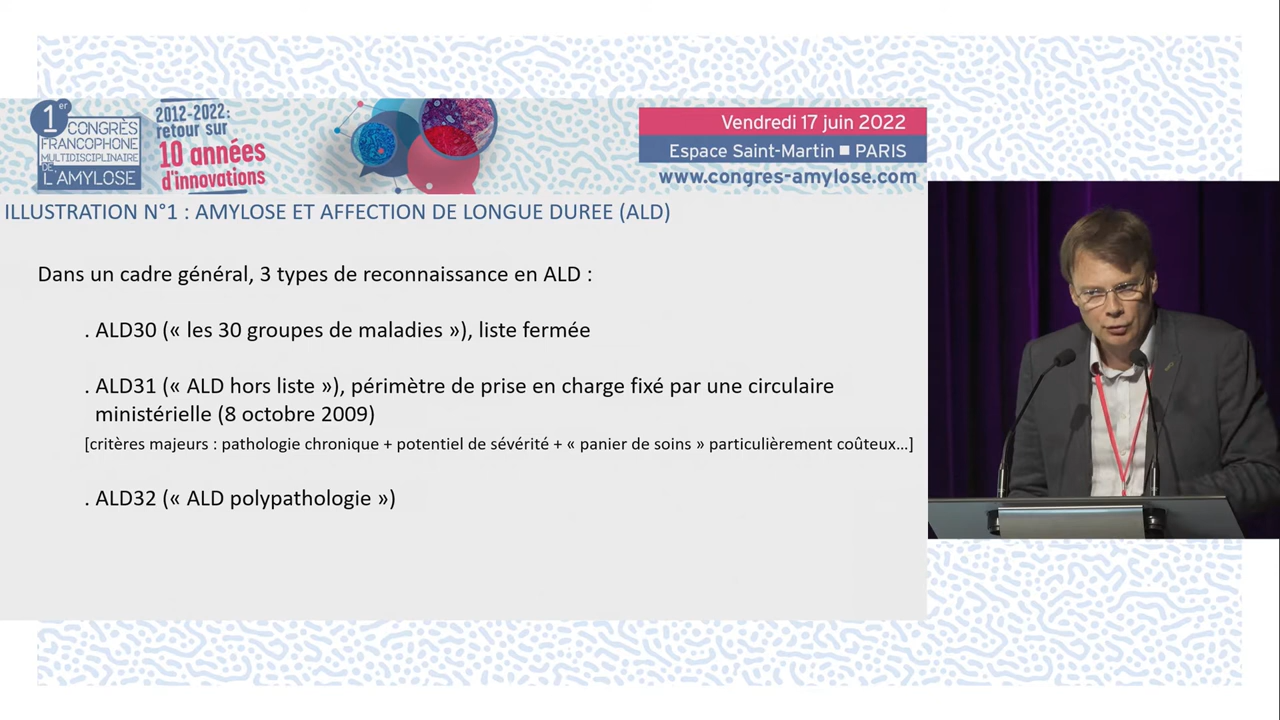 1er
CONGRÈS
FRANCOPHONE
MULTIDISCIPLINAIRE
DE
L'AMYLOSE
2012-2022:
retour sur
10 années
d'innovations
Vendredi 17 juin 2022
Espace Saint-Martin ■ PARIS
www.congres-amylose.com
ILLUSTRATION N°1 : AMYLOSE ET AFFECTION DE LONGUE DUREE (ALD)
Dans un cadre général, 3 types de reconnaissance en ALD :
. ALD30 (« les 30 groupes de maladies »), liste fermée
. ALD31 (« ALD hors liste »), périmètre de prise en charge fixé par une circulaire
ministérielle (8 octobre 2009)
[critères majeurs : pathologie chronique + potentiel de sévérité + « panier de soins » particulièrement coûteux…]
. ALD32 (« ALD polypathologie »)